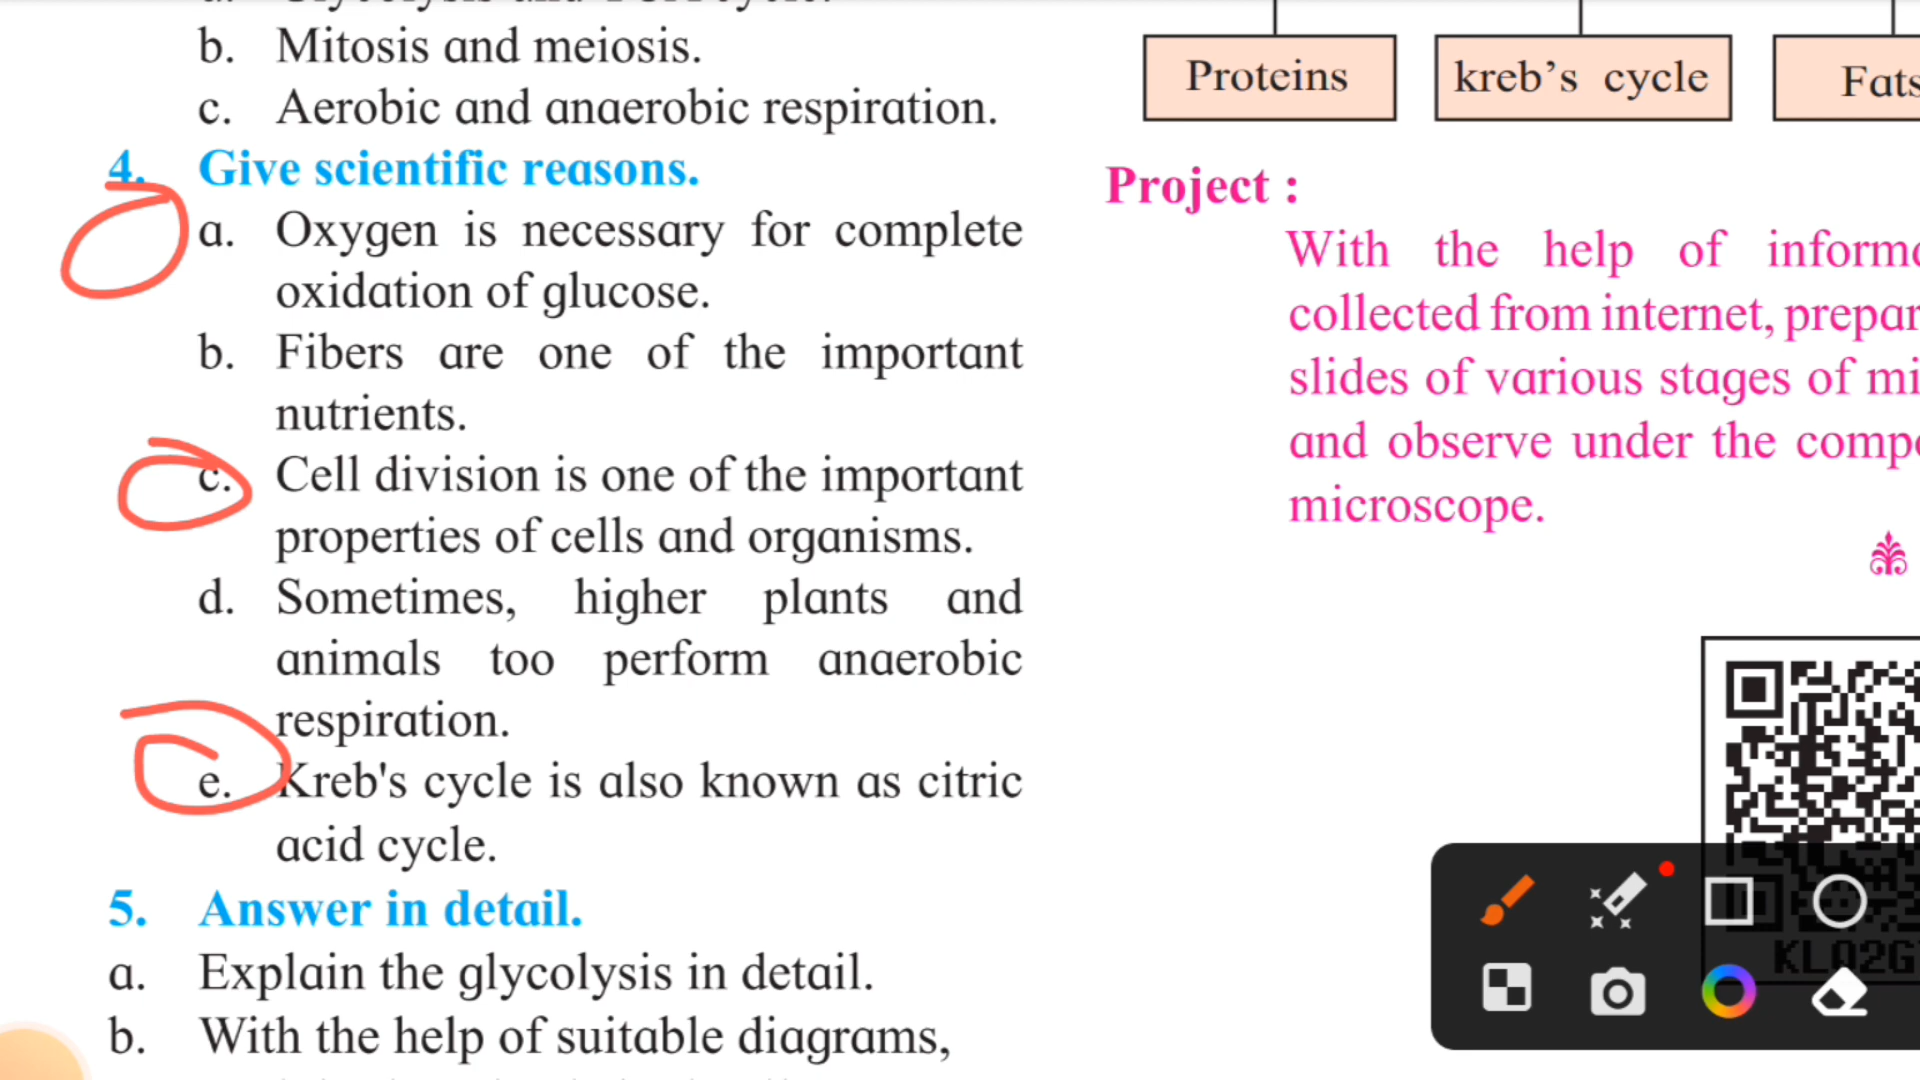 b. Mitosis and meiosis.
c. Aerobic and anaerobic respiration.
4. Give scientific reasons.
a. Oxygen is necessary for complete
oxidation of glucose.
b. Fibers are one of the important
nutrients.
c. Cell division is one of the important
properties of cells and organisms.
d. Sometimes, higher plants and
animals too perform anaerobic
respiration.
e. Kreb's cycle is also known as citric
acid cycle.
5. Answer in detail.
a. Explain the glycolysis in detail.
b. With the help of suitable diagrams,
Proteins
kreb’s cycle
Fats
Project :
With the help of
collected from internet,
slides of various stages of
and observe under the
microscope.